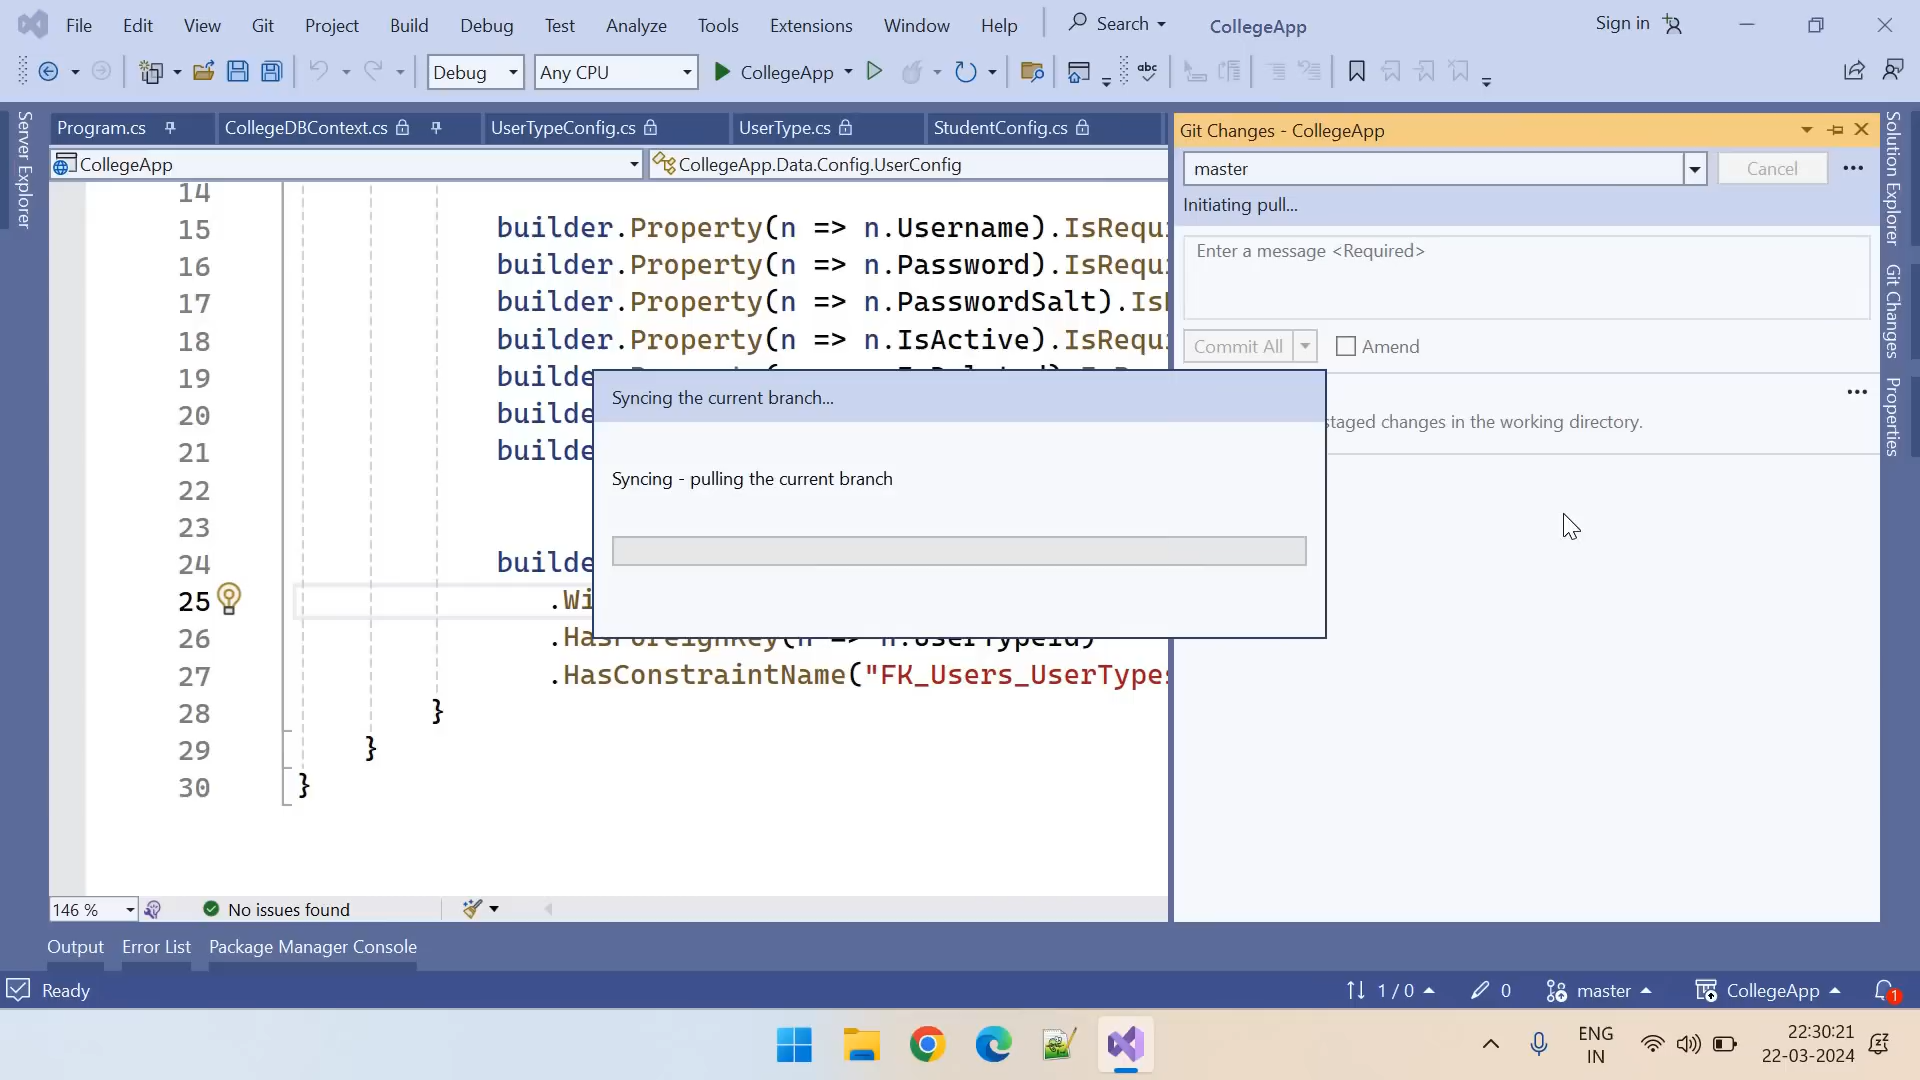 File Edit View Git Project Build Debug Test Analyze Tools Extensions Window Help Search CollegeApp Sign in
Debug Any CPU CollegeApp abc
Program.cs CollegeDBContext.cs UserTypeConfig.cs UserType.cs StudentConfig.cs
CollegeApp CollegeApp.Data.Config.UserConfig
14
15 builder.Property(n => n.Username).IsRequ
16 builder.Property(n => n.Password).IsRequ
17 builder.Property(n => n.PasswordSalt).Is
18 builder.Property(n => n.IsActive).IsRequ
19 builde
20 builde
21 builde
22
23
24 builde
25 .Wi
26 .HasForeignKey(n => n.UserTypeId)
27 .HasConstraintName("FK_Users_UserTypes
28 }
29 }
30 }
Syncing the current branch...
Syncing - pulling the current branch
Git Changes - CollegeApp
master Cancel
Initiating pull...
Enter a message <Required>
Commit All Amend
staged changes in the working directory.
Server Explorer
Solution Explorer
Git Changes
Properties
146 % No issues found
Output Error List Package Manager Console
Ready 1 / 0 0 master CollegeApp 1
ENG
IN
22:30:21
22-03-2024